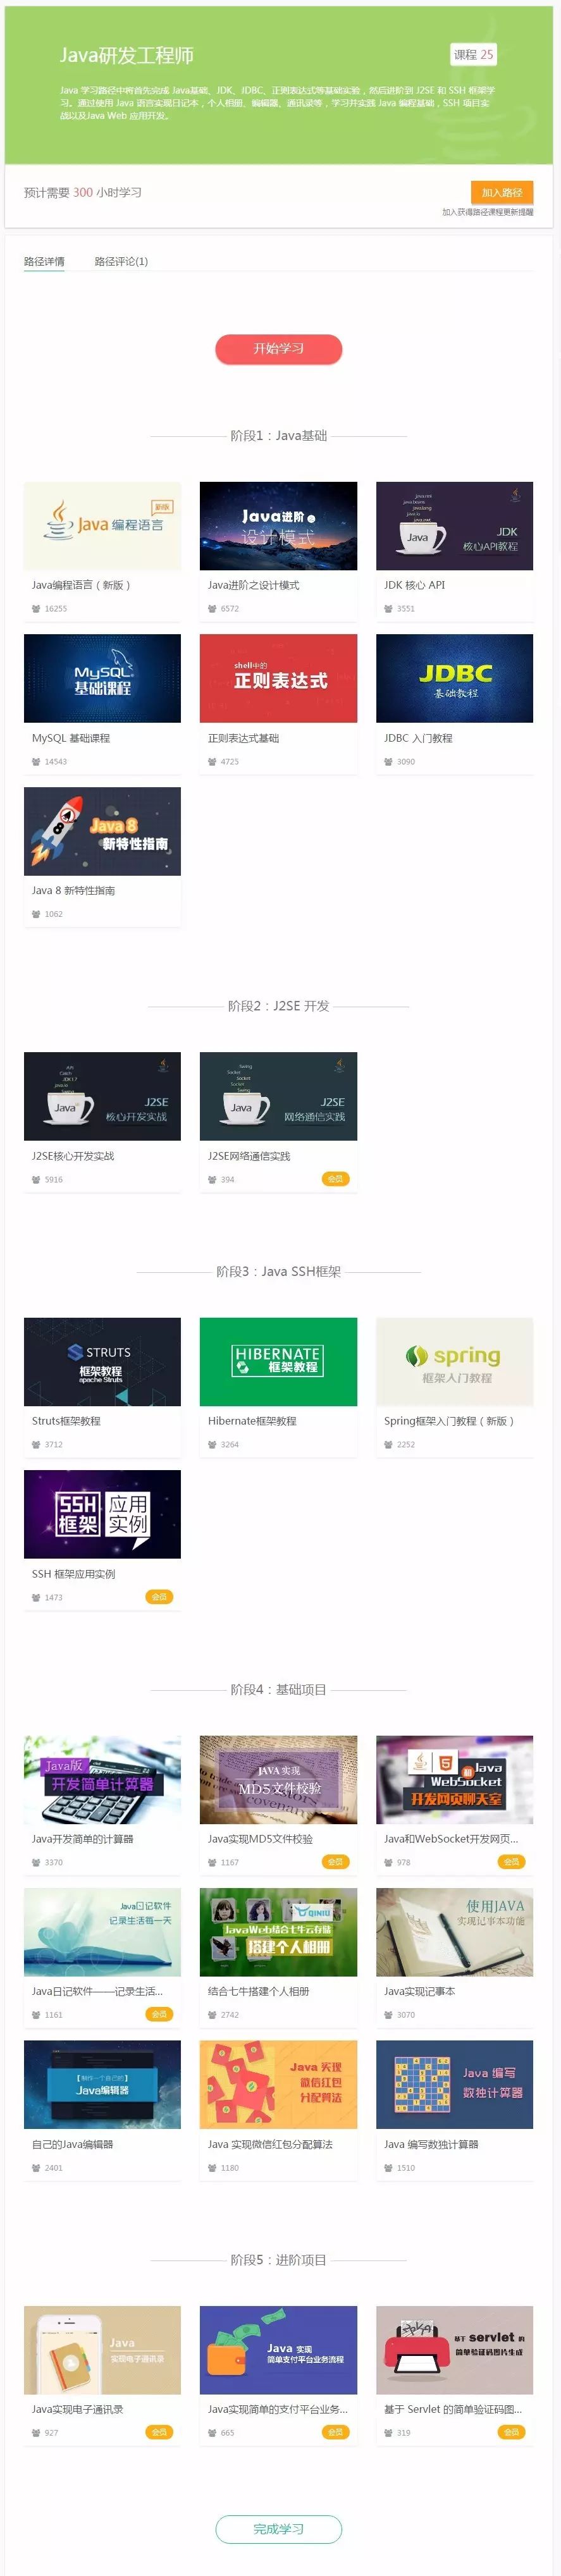 Java研发工程师
课程 25
Java 学习路径中将首先完成 Java基础、JDK、JDBC、正则表达式等基础实验，然后进阶到 J2SE 和 SSH 框架学
习。通过使用 Java 语言实现日记本，个人相册、编辑器、通讯录等，学习并实践 Java 编程基础，SSH 项目实
战以及Java Web 应用开发。
预计需要 300 小时学习
加入路径
加入获得路径课程更新提醒
路径详情
路径评论(1)
开始学习
阶段1：Java基础
Java 编程语言
新版
Java进阶之
设计模式
Java
JDK
核心API教程
Java编程语言（新版）
Java进阶之设计模式
JDK 核心 API
16255
6572
3551
MySQL
基础课程
shell中的
正则表达式
JDBC
基础教程
MySQL 基础课程
正则表达式基础
JDBC 入门教程
14543
4725
3090
Java 8
新特性指南
Java 8 新特性指南
1062
阶段2：J2SE 开发
Java
J2SE
核心开发实战
Swing
Socket
Socket
Socket
Swing
Java
J2SE
网络通信实践
J2SE核心开发实战
J2SE网络通信实践
5916
394
会员
阶段3：Java SSH框架
STRUTS
框架教程
apache Struts
HIBERNATE
框架教程
spring
框架入门教程
Struts框架教程
Hibernate框架教程
Spring框架入门教程（新版）
3712
3264
2252
SSH
框架
应用
实例
SSH 框架应用实例
1473
会员
阶段4：基础项目
Java版
开发简单计算器
JAVA 实现
MD5文件校验
和 Java
WebSocket
开发网页聊天室
Java开发简单的计算器
Java实现MD5文件校验
Java和WebSocket开发网页...
3370
1167
会员
978
会员
Java日记软件
记录生活每一天
QINIU
JavaWeb结合七牛云存储
搭建个人相册
使用JAVA
实现记事本功能
Java日记软件——记录生活...
结合七牛搭建个人相册
Java实现记事本
1161
会员
2742
3070
【制作一个自己的】
Java编辑器
Java 实现
微信红包
分配算法
Java 编写
数独计算器
自己的Java编辑器
Java 实现微信红包分配算法
Java 编写数独计算器
2401
1180
1510
阶段5：进阶项目
Java
实现电子通讯录
Java 实现
简单支付平台业务流程
基于 servlet 的
简单验证码图片生成
Java实现电子通讯录
Java实现简单的支付平台业务...
基于 Servlet 的简单验证码图...
927
会员
665
会员
319
会员
完成学习